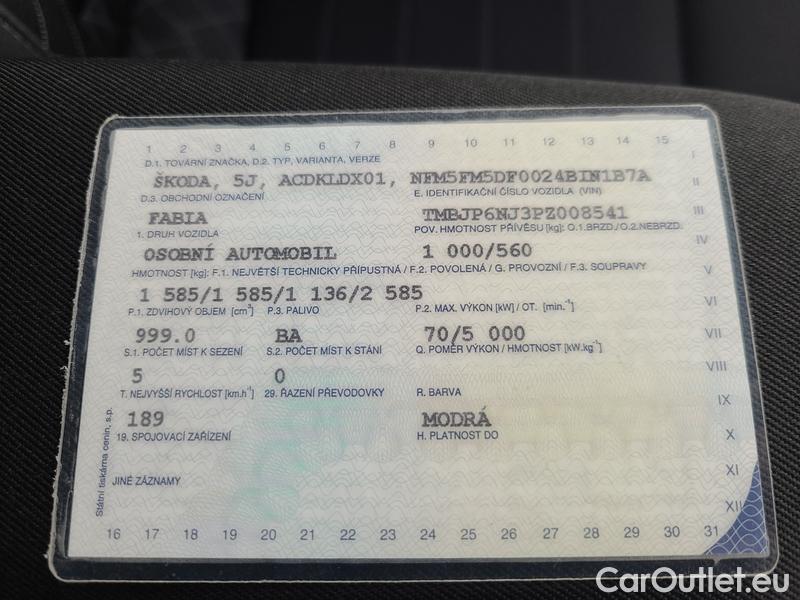 1 2 3 4 5 6 7 8 9 10 11 12 13 14 15
I
D.1. TOVÁRNÍ ZNAČKA, D.2. TYP, VARIANTA, VERZE
ŠKODA, 5J, ACDKLDX01, NFM5FM5DF0024BIN1B7A
II
D.3. OBCHODNÍ OZNAČENÍ E. IDENTIFIKAČNÍ ČÍSLO VOZIDLA (VIN)
FABIA TMBJP6NJ3PZ008541
III
1. DRUH VOZIDLA POV. HMOTNOST PŘÍVĚSU [kg]: O.1.BRZD./O.2.NEBRZD.
OSOBNÍ AUTOMOBIL 1 000/560
IV
HMOTNOST [kg]: F.1. NEJVĚTŠÍ TECHNICKY PŘÍPUSTNÁ / F.2. POVOLENÁ / G. PROVOZNÍ / F.3. SOUPRAVY
V
1 585/1 585/1 136/2 585
VI
P.1. ZDVIHOVÝ OBJEM [cm³] P.3. PALIVO P.2. MAX. VÝKON [kW] / OT. [min.⁻¹]
999.0 BA 70/5 000
VII
S.1. POČET MÍST K SEZENÍ S.2. POČET MÍST K STÁNÍ Q. POMĚR VÝKON / HMOTNOST [kW.kg⁻¹]
VIII
5 0
T. NEJVYŠŠÍ RYCHLOST [km.h⁻¹] 29. ŘAZENÍ PŘEVODOVKY R. BARVA
IX
189 MODRÁ
19. SPOJOVACÍ ZAŘÍZENÍ H. PLATNOST DO
X
XI
JINÉ ZÁZNAMY
XII
Státní tiskárna cenin, s.p.
16 17 18 19 20 21 22 23 24 25 26 27 28 29 30 31
CarOutlet.eu